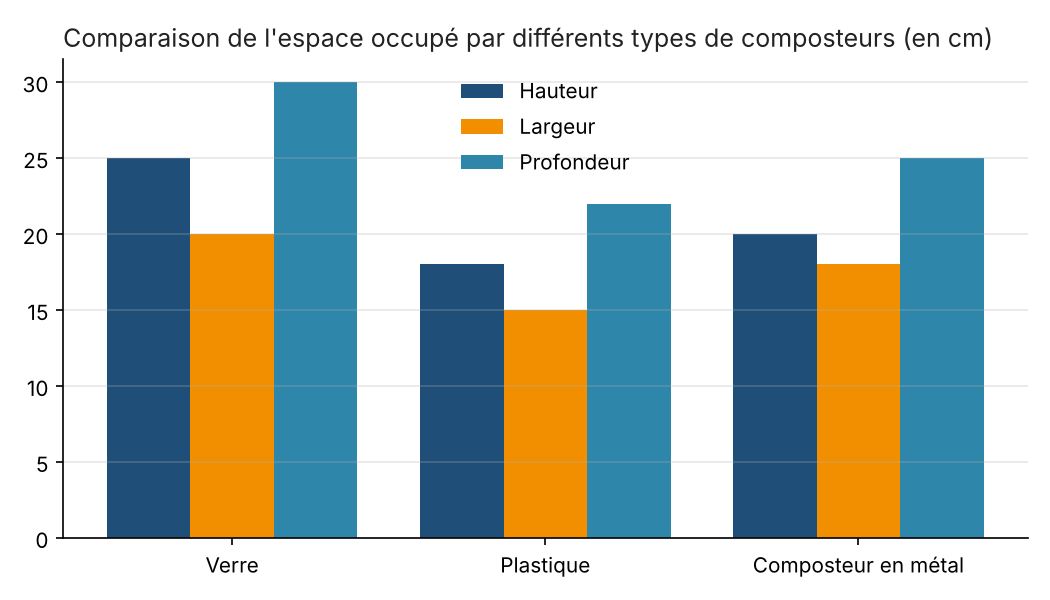 Comparaison de l'espace occupé par différents types de composteurs (en cm)
30
25
20
15
10
5
0
Hauteur
Largeur
Profondeur
Verre
Plastique
Composteur en métal